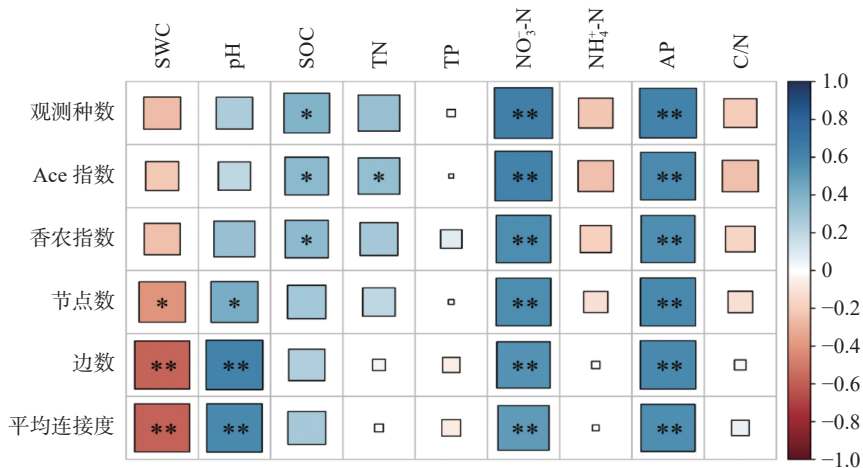 SWC pH SOC TN TP NO₃⁻-N NH₄⁺-N AP C/N
观测种数 * ** **
Ace 指数 * * ** **
香农指数 * ** **
节点数 * * ** **
边数 ** ** ** **
平均连接度 ** ** ** **
1.0
0.8
0.6
0.4
0.2
0
−0.2
−0.4
−0.6
−0.8
−1.0